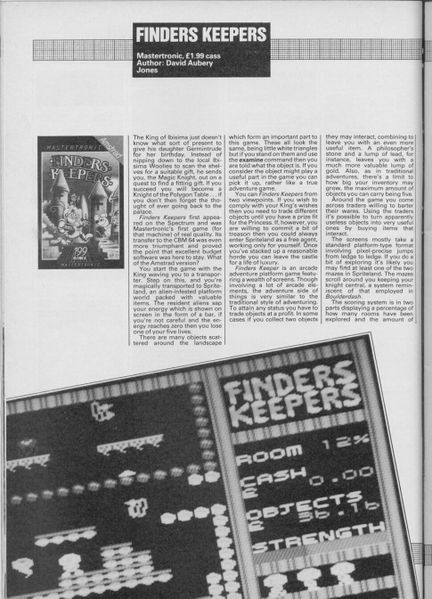 FINDERS KEEPERS
Mastertronic, £1.99 cass
Author: David Aubery
Jones
MASTERTRONIC
FINDERS
KEEPERS
199
The King of Ibisima just doesn't
know what sort of present to
give his daughter Germintrude
for her birthday. Instead of
nipping down to the local Ibi-
sima Woolies to scan the shel-
ves for a suitable gift, he sends
you, the Magic Knight, out on a
quest to find a fitting gift. If you
succeed you will become a
Knight of the Polygon Table . . . if
you don't then forget the tho-
ught of ever going back to the
palace.
Finders Keepers first appea-
red on the Spectrum and was
Mastertronic's first game (for
that machine) of real quality. Its
transfer to the CBM 64 was even
more triumphant and proved
the point that excellent budget
software was here to stay. What
of the Amstrad version?
You start the game with the
King wanting you to a transpor-
ter. Step on this, and you're
magically transported to Sprite-
land, an alien-infested platform
world packed with valuable
items. The resident aliens sap
your energy which is shown on
screen in the form of a bar, if
you're not careful and the en-
ergy reaches zero then you lose
one of your five lives.
There are many objects scat-
tered around the landscape
which form an important part to
this game. These all look the
same, being little white triangles
but if you stand on them and use
the examine command then you
are told what the object is. If you
consider the object might play a
useful part in the game you can
pick it up, rather like a true
adventure game.
You can Finders Keepers from
two viewpoints. If you wish to
comply with your King's wishes
then you need to trade different
objects until you have a prize fit
for the Princess. If, however, you
are willing to commit a bit of
treason then you could always
enter Spriteland as a free agent,
working only for yourself. Once
you've racked up a reasonable
horde you can leave the castle
for a life of luxury.
Finders Keeper is an arcade
adventure platform game featu-
ring a wealth of screens. Though
involving a lot of arcade ele-
ments, the adventure side of
things is very similar to the
traditional style of adventuring.
To attain any status you have to
trade objects at a profit. In some
cases if you collect two objects
they may interact, combining to
leave you with an even more
useful item. A philosopher's
stone and a lump of lead, for
instance, leaves you with a
much more valuable lump of
gold. Also, as in traditional
adventures, there's a limit to
how big your inventory may
grow, the maximum amount of
objects you can carry being five.
Around the game you come
across traders willing to barter
their wares. Using the traders
it's possible to turn apparently
useless objects into very useful
ones by buying items that
interact.
The screens mostly take a
standard platform-type format
involving pixel-precise jumps
from ledge to ledge. If you do a
bit of exploring it's likely you
may find at least one of the two
mazes in Spriteland. The mazes
scroll around you keeping your
knight central, a system remin-
iscent of that employed in
Boulderdash.
The scoring system is in two
parts displaying a percentage of
how many rooms have been
explored and the amount of
FINDERS
KEEPERS
ROOM 12%
CASH
£ 0.00
OBJECTS
£ 56.16
STRENGTH